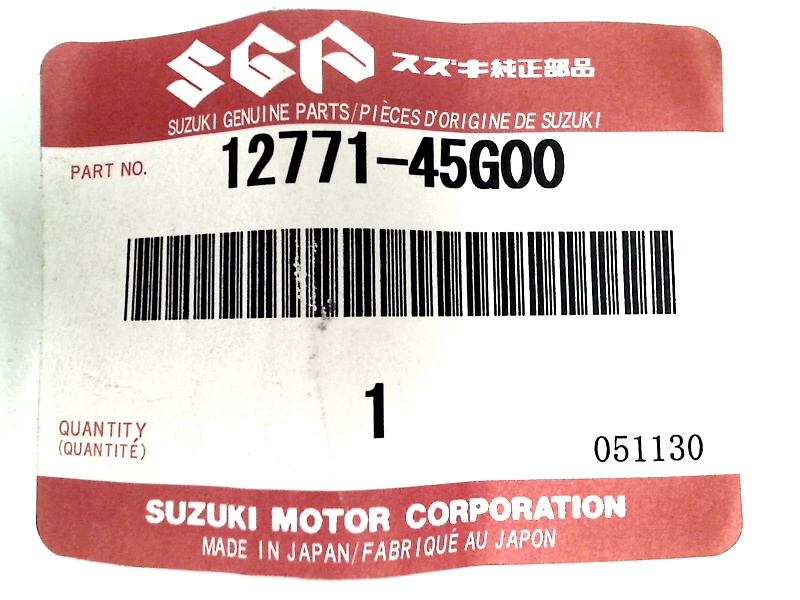 SGP スズキ純正部品
SUZUKI GENUINE PARTS/PIÈCES D'ORIGINE DE SUZUKI
PART NO. 12771-45G00
1
QUANTITY
(QUANTITÉ)
051130
SUZUKI MOTOR CORPORATION
MADE IN JAPAN/FABRIQUÉ AU JAPON